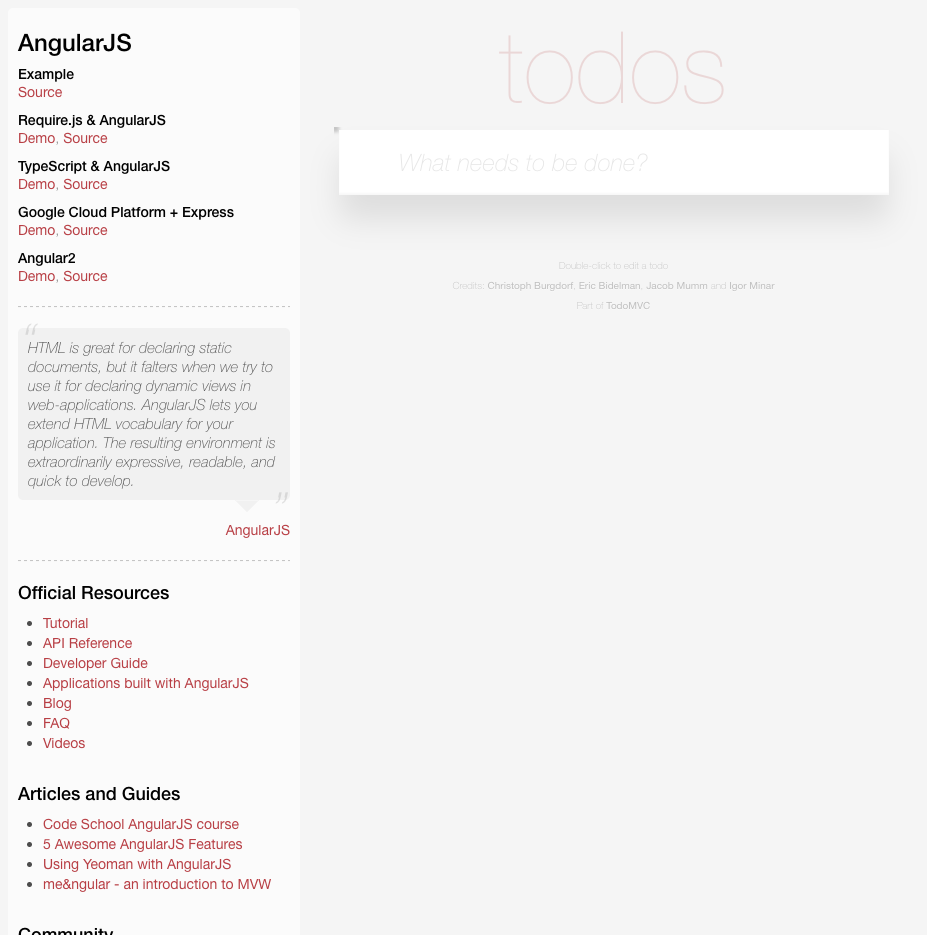 AngularJS
Example
Source
Require.js & AngularJS
Demo, Source
TypeScript & AngularJS
Demo, Source
Google Cloud Platform + Express
Demo, Source
Angular2
Demo, Source
“
HTML is great for declaring static
documents, but it falters when we try to
use it for declaring dynamic views in
web-applications. AngularJS lets you
extend HTML vocabulary for your
application. The resulting environment is
extraordinarily expressive, readable, and
quick to develop.
”
AngularJS
Official Resources
Tutorial
API Reference
Developer Guide
Applications built with AngularJS
Blog
FAQ
Videos
Articles and Guides
Code School AngularJS course
5 Awesome AngularJS Features
Using Yeoman with AngularJS
me&ngular - an introduction to MVW
Community
todos
What needs to be done?
Double-click to edit a todo
Credits: Christoph Burgdorf, Eric Bidelman, Jacob Mumm and Igor Minar
Part of TodoMVC